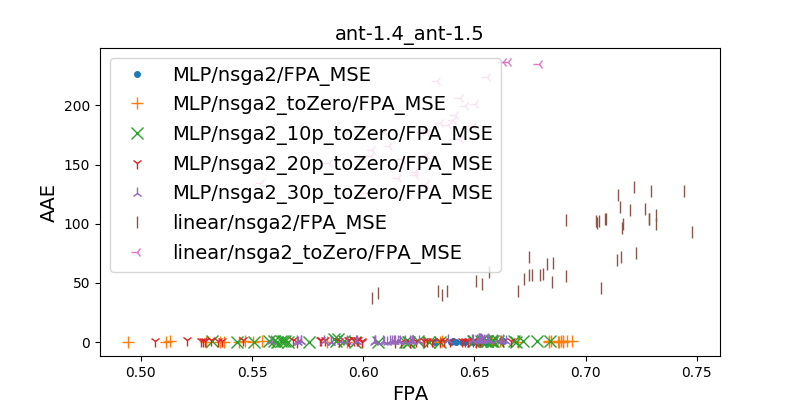 ant-1.4_ant-1.5
MLP/nsga2/FPA_MSE
MLP/nsga2_toZero/FPA_MSE
MLP/nsga2_10p_toZero/FPA_MSE
MLP/nsga2_20p_toZero/FPA_MSE
MLP/nsga2_30p_toZero/FPA_MSE
linear/nsga2/FPA_MSE
linear/nsga2_toZero/FPA_MSE
AAE
200
150
100
50
0
0.50 0.55 0.60 0.65 0.70 0.75
FPA